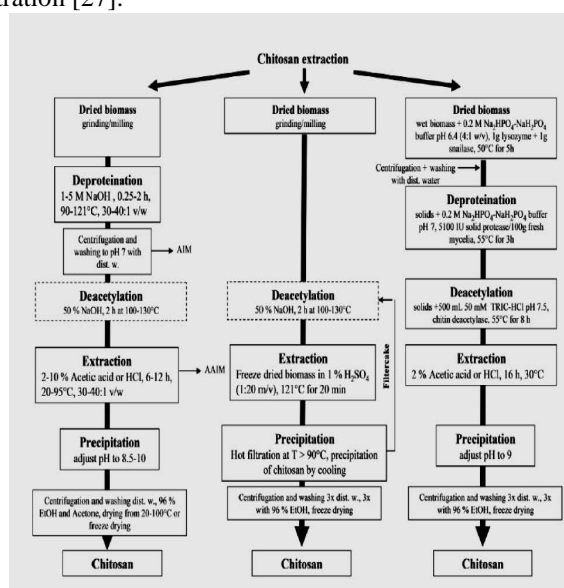 tration [27].
Chitosan extraction
Dried biomass
grinding/milling
Deproteination
1-5 M NaOH , 0.25-2 h,
90-121°C, 30-40:1 v/w
Centrifugation and
washing to pH 7 with
dist. w.
AIM
Deacetylation
50 % NaOH, 2 h at 100-130°C
Extraction
2-10 % Acetic acid or HCl, 6-12 h,
20-95°C, 30-40:1 v/w
AAIM
Precipitation
adjust pH to 8.5-10
Centrifugation and washing dist. w., 96 %
EtOH and Acetone, drying from 20-100°C or
freeze drying
Chitosan
Dried biomass
grinding/milling
Deacetylation
50 % NaOH, 2 h at 100-130°C
Extraction
Freeze dried biomass in 1 % H₂SO₄
(1:20 m/v), 121°C for 20 min
Filtercake
Precipitation
Hot filtration at T > 90°C, precipitation
of chitosan by cooling
Centrifugation and washing 3x dist. w., 3x
with 96 % EtOH, freeze drying
Chitosan
Dried biomass
wet biomass + 0.2 M Na₂HPO₄-NaH₂PO₄
buffer pH 6.4 (4:1 w/v), 1g lysozyme + 1g
snailase, 50°C for 5h
Centrifugation + washing
with dist. water
Deproteination
solids + 0.2 M Na₂HPO₄-NaH₂PO₄ buffer
pH 7, 5100 IU solid protease/100g fresh
mycelia, 55°C for 3h
Deacetylation
solids +500 mL 50 mM TRIC-HCl pH 7.5,
chitin deacetylase, 55°C for 8 h
Extraction
2 % Acetic acid or HCl, 16 h, 30°C
Precipitation
adjust pH to 9
Centrifugation and washing 3x dist. w., 3x
with 96 % EtOH, freeze drying
Chitosan